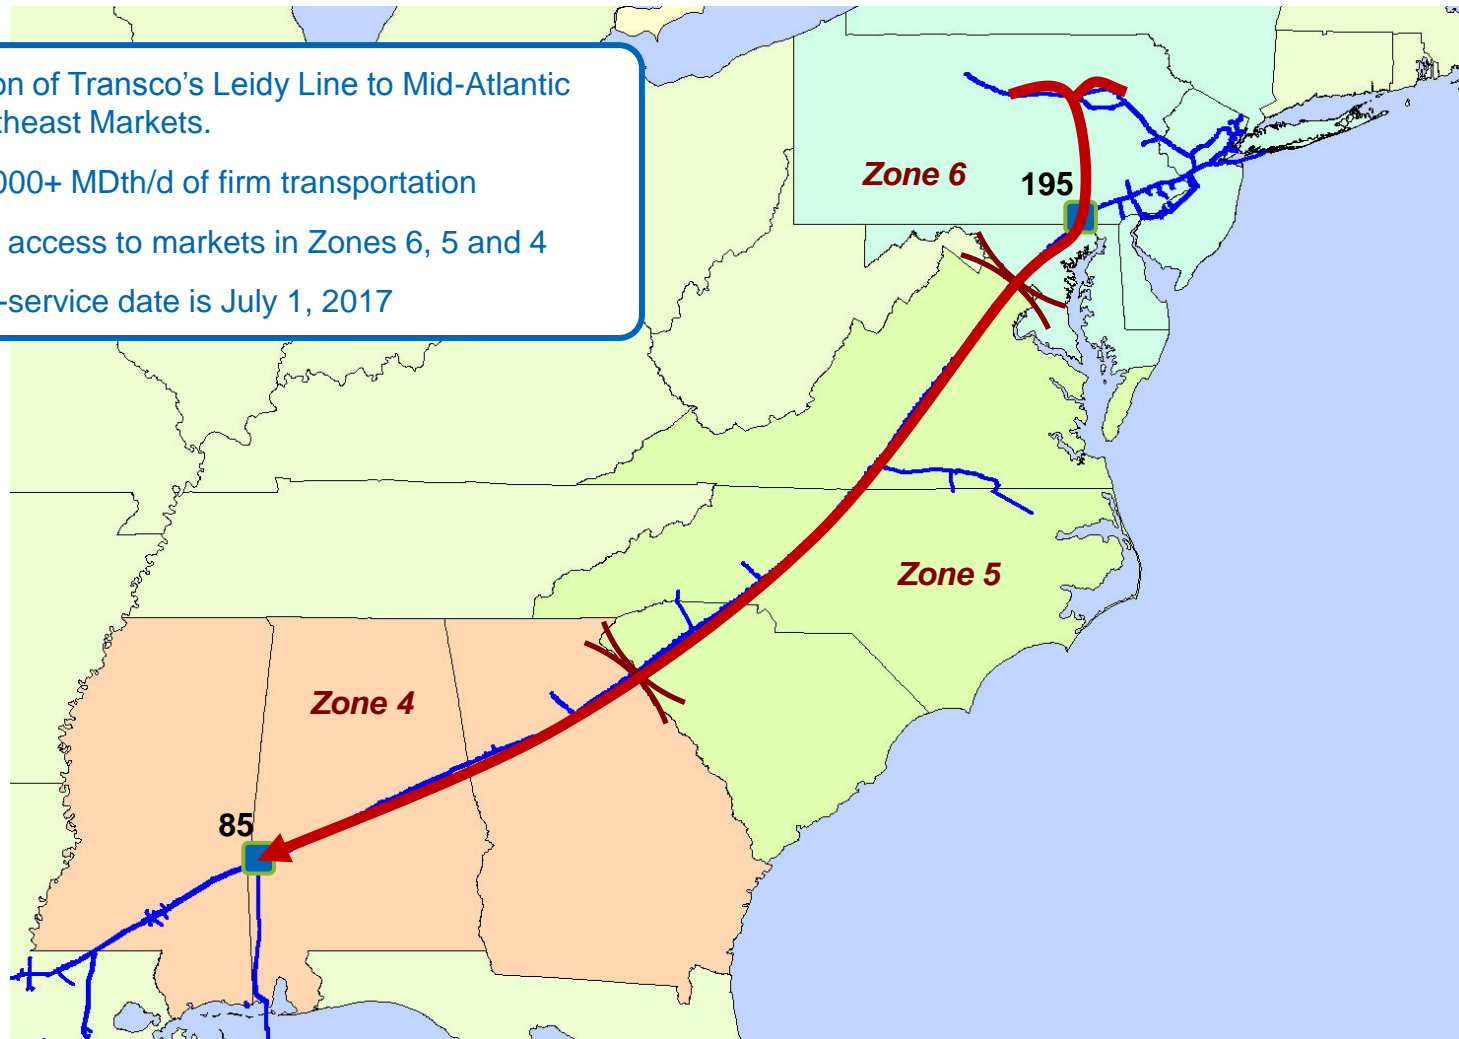 on of Transco's Leidy Line to Mid-Atlantic
theast Markets.
000+ MDth/d of firm transportation
access to markets in Zones 6, 5 and 4
-service date is July 1, 2017
Zone 6
195
Zone 5
Zone 4
85